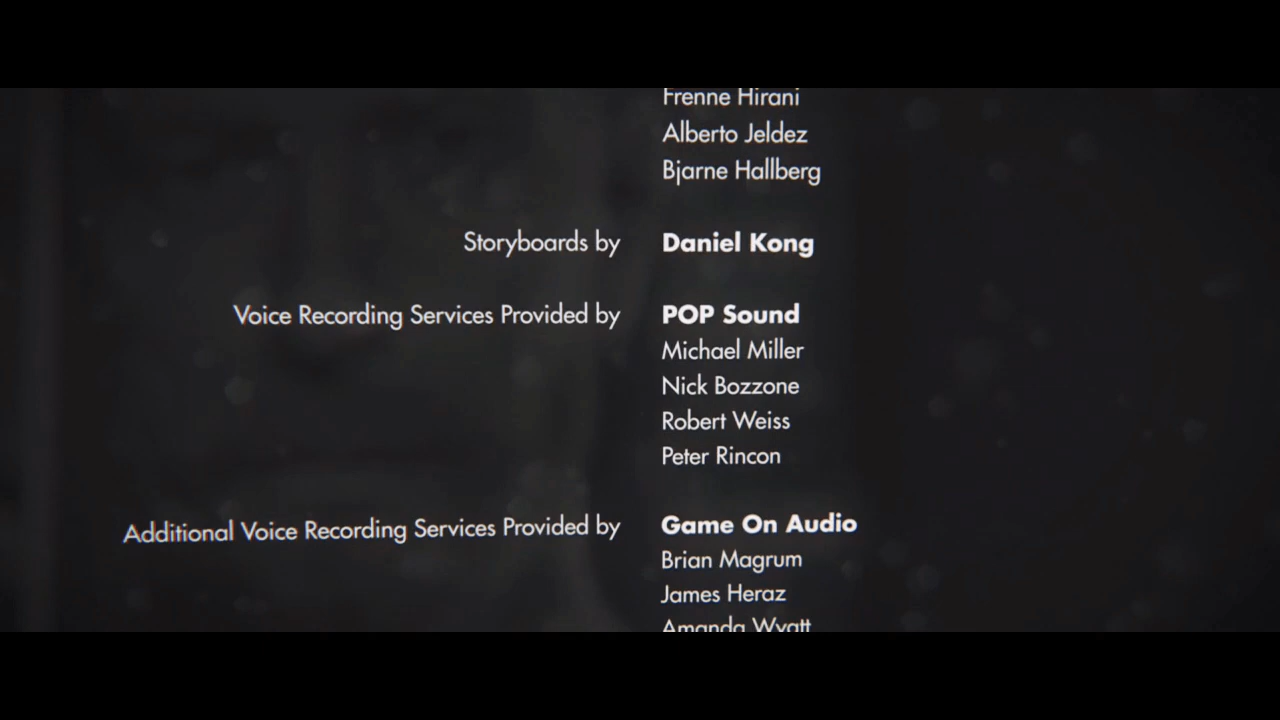 Frenne Hirani
Alberto Jeldez
Bjarne Hallberg
Storyboards by Daniel Kong
Voice Recording Services Provided by POP Sound
Michael Miller
Nick Bozzone
Robert Weiss
Peter Rincon
Additional Voice Recording Services Provided by Game On Audio
Brian Magrum
James Heraz
Amanda Wyatt